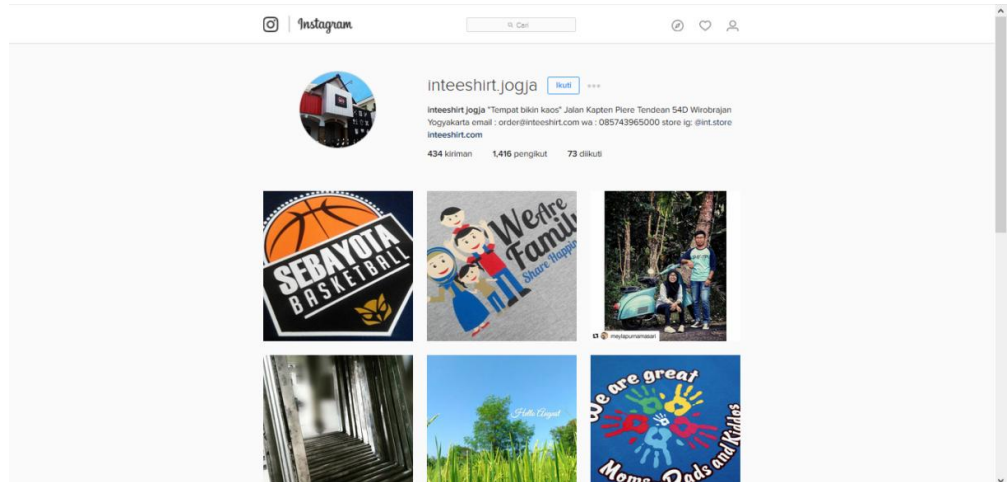 Instagram
Cari
inteeshirt.jogja Ikuti
inteeshirt jogja "Tempat bikin kaos" Jalan Kapten Piere Tendean 54D Wirobrajan
Yogyakarta email : order@inteeshirt.com wa : 085743965000 store ig: @int.store
inteeshirt.com
434 kiriman 1,416 pengikut 73 diikuti
SEBAYOTA
BASKETBALL
We Are
Family
Share Happin
meylapurnamasari
Hello August
We are great
Moms, Dads and Kiddos